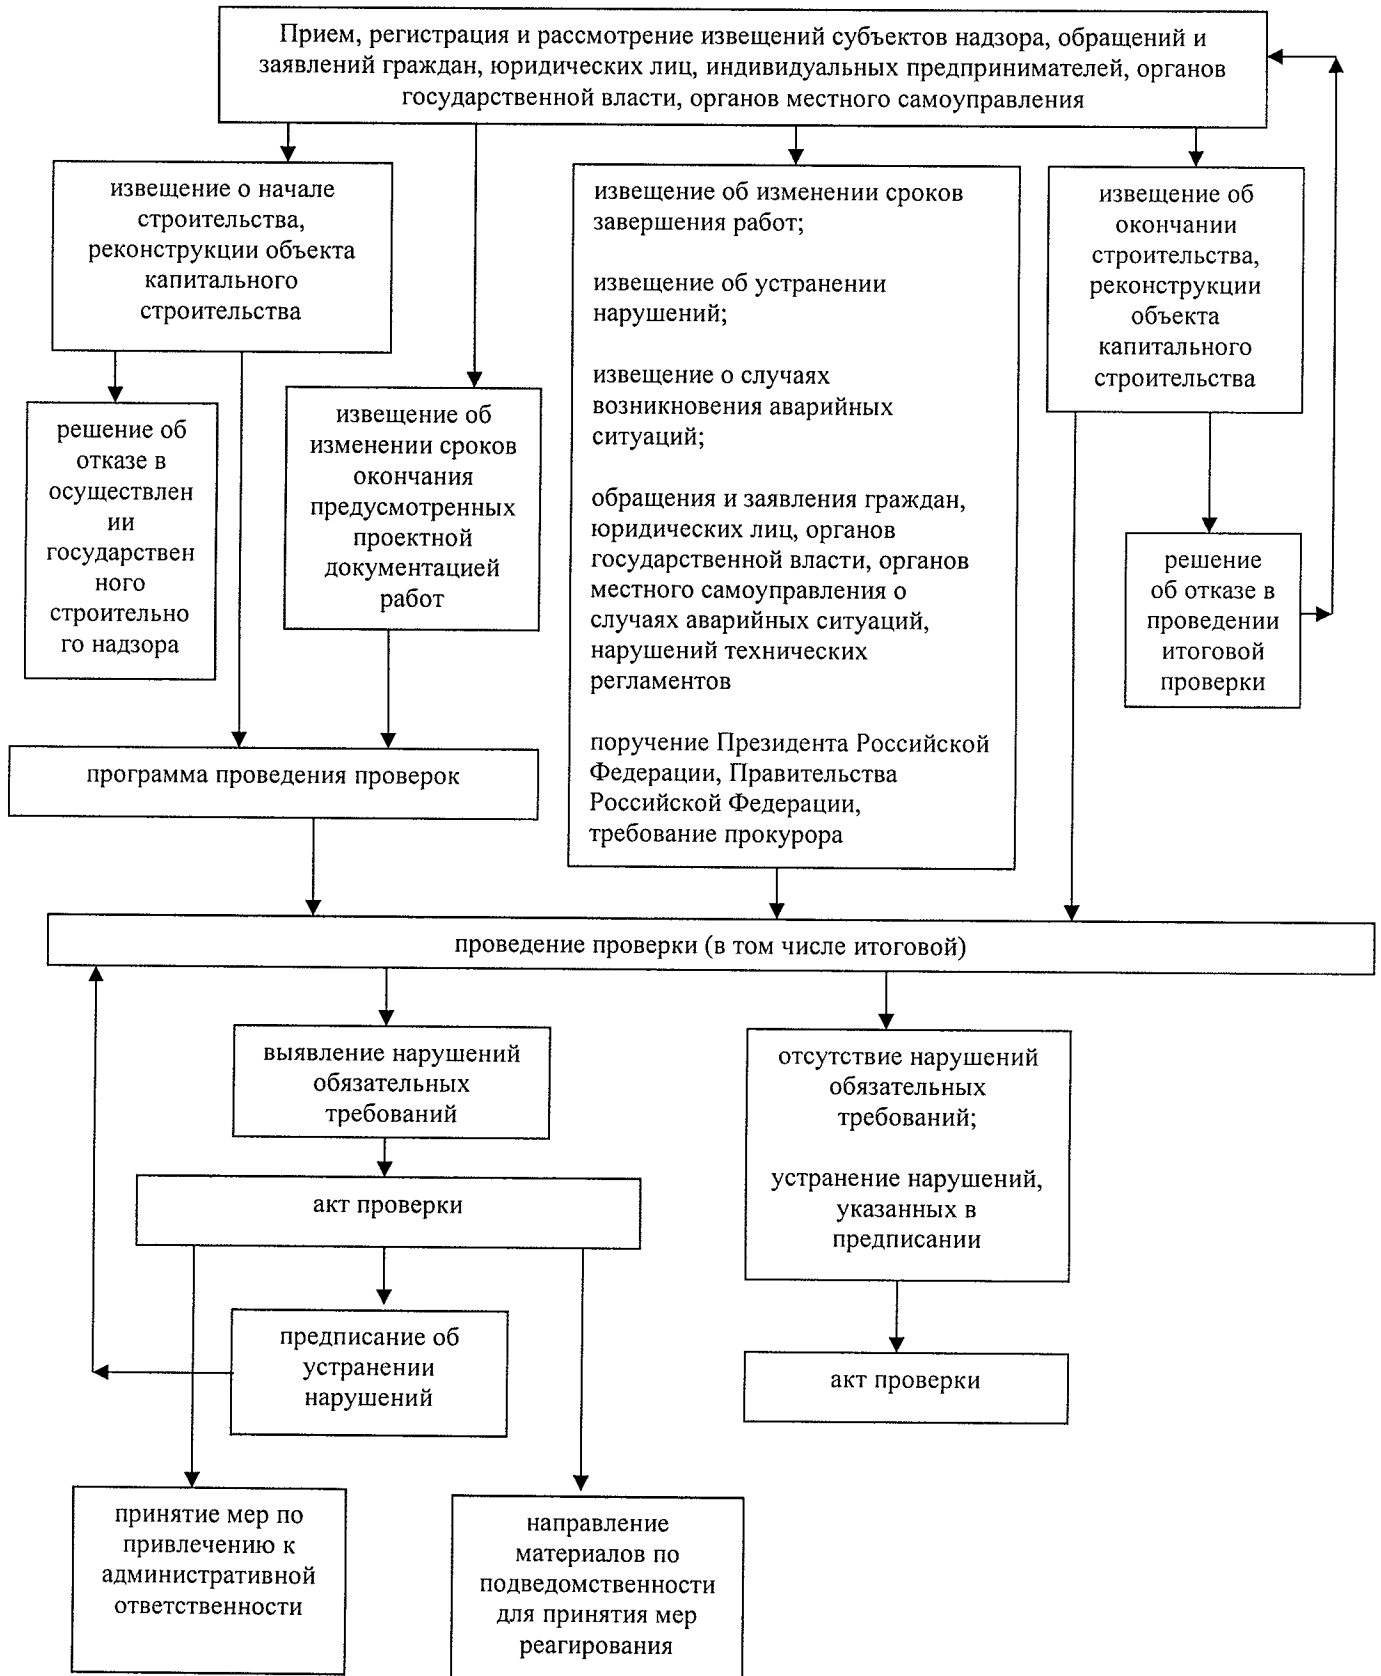 Прием, регистрация и рассмотрение извещений субъектов надзора, обращений и
заявлений граждан, юридических лиц, индивидуальных предпринимателей, органов
государственной власти, органов местного самоуправления
извещение о начале
строительства,
реконструкции объекта
капитального
строительства
решение об
отказе в
осуществлен
ии
государствен
ного
строительно
го надзора
извещение об
изменении сроков
окончания
предусмотренных
проектной
документацией
работ
извещение об изменении сроков
завершения работ;
извещение об устранении
нарушений;
извещение о случаях
возникновения аварийных
ситуаций;
обращения и заявления граждан,
юридических лиц, органов
государственной власти, органов
местного самоуправления о
случаях аварийных ситуаций,
нарушений технических
регламентов
поручение Президента Российской
Федерации, Правительства
Российской Федерации,
требование прокурора
извещение об
окончании
строительства,
реконструкции
объекта
капитального
строительства
решение
об отказе в
проведении
итоговой
проверки
программа проведения проверок
проведение проверки (в том числе итоговой)
выявление нарушений
обязательных
требований
акт проверки
предписание об
устранении
нарушений
принятие мер по
привлечению к
административной
ответственности
направление
материалов по
подведомственности
для принятия мер
реагирования
отсутствие нарушений
обязательных
требований;
устранение нарушений,
указанных в
предписании
акт проверки